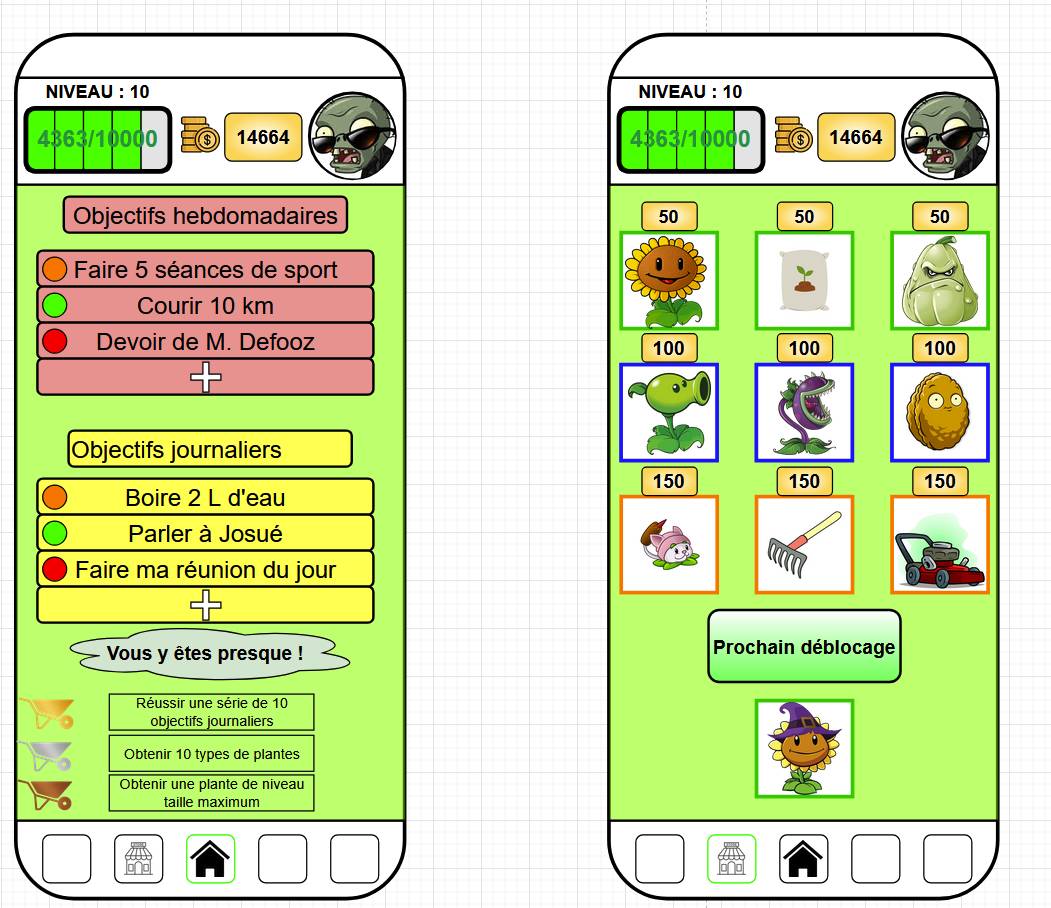 NIVEAU : 10
4363/10000
14664
Objectifs hebdomadaires
Faire 5 séances de sport
Courir 10 km
Devoir de M. Defooz
Objectifs journaliers
Boire 2 L d'eau
Parler à Josué
Faire ma réunion du jour
Vous y êtes presque !
Réussir une série de 10
objectifs journaliers
Obtenir 10 types de plantes
Obtenir une plante de niveau
taille maximum
NIVEAU : 10
4363/10000
14664
50 50 50
100 100 100
150 150 150
Prochain déblocage